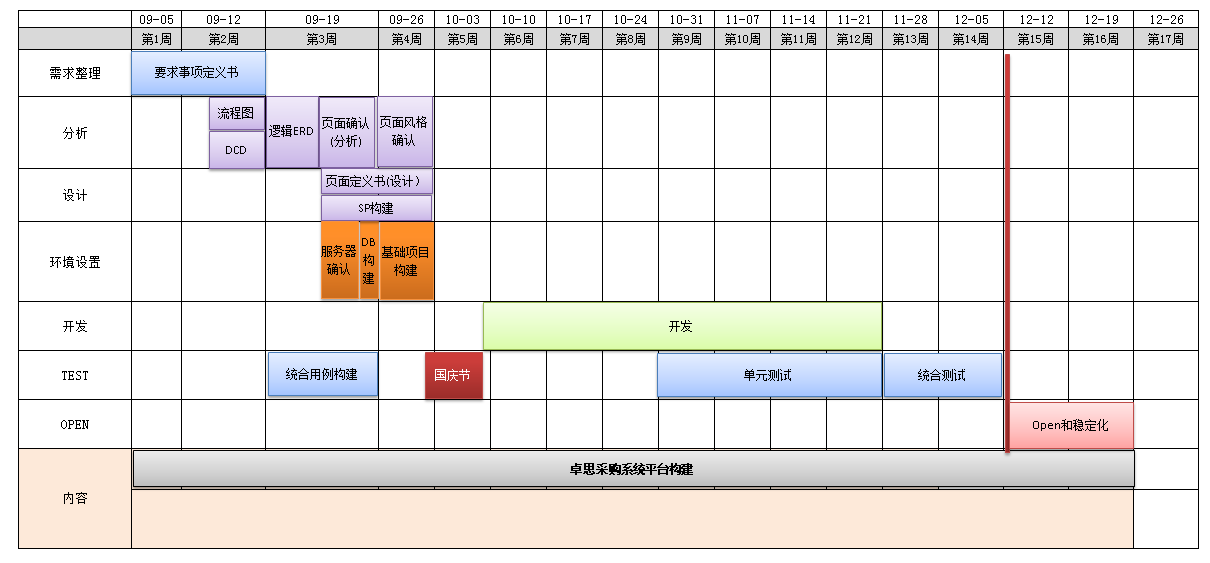 09-05 09-12 09-19 09-26 10-03 10-10 10-17 10-24 10-31 11-07 11-14 11-21 11-28 12-05 12-12 12-19 12-26
第1周 第2周 第3周 第4周 第5周 第6周 第7周 第8周 第9周 第10周 第11周 第12周 第13周 第14周 第15周 第16周 第17周
需求整理 要求事项定义书
分析
流程图
DCD
逻辑ERD
页面确认
(分析)
页面风格
确认
设计
页面定义书(设计)
SP构建
环境设置
服务器
确认
DB
构
建
基础项目
构建
开发 开发
TEST 统合用例构建 国庆节 单元测试 统合测试
OPEN Open和稳定化
内容
卓思采购系统平台构建